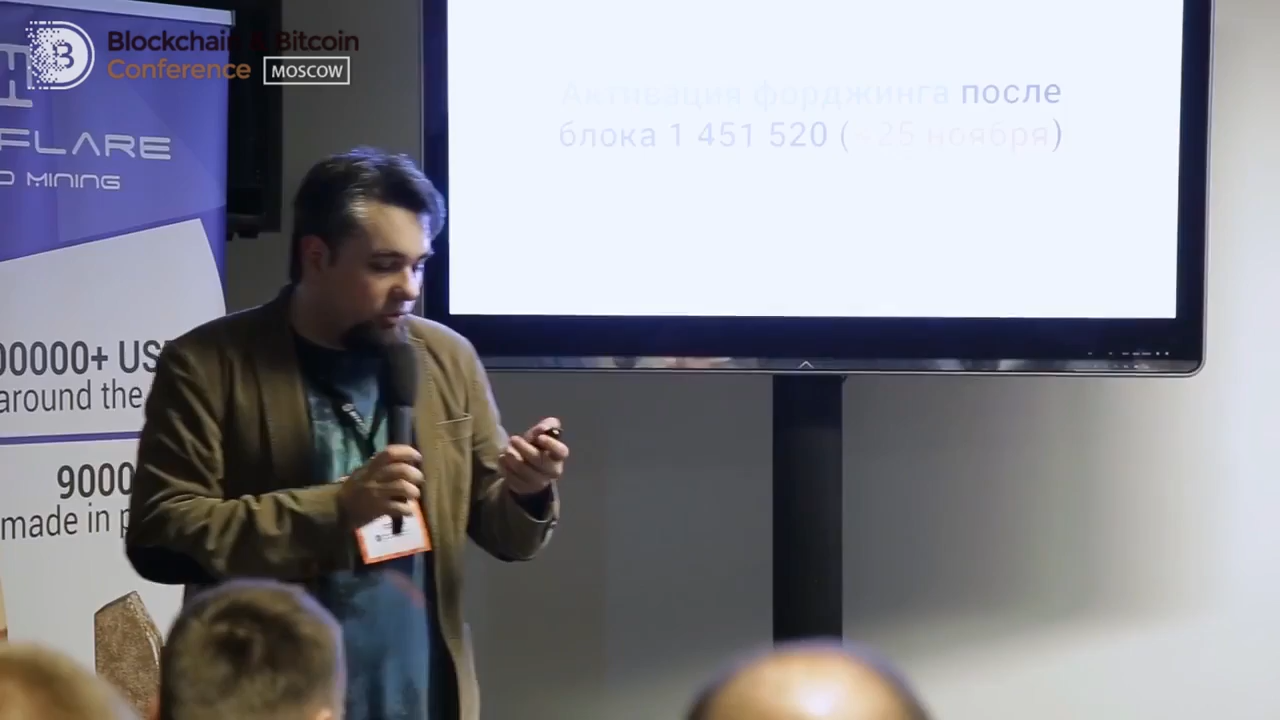 Blockchain & Bitcoin
Conference MOSCOW
Активация форджинга после
блока 1 451 520 (~25 ноября)
FLARE
MINING
00000+ US
around the
9000
made in